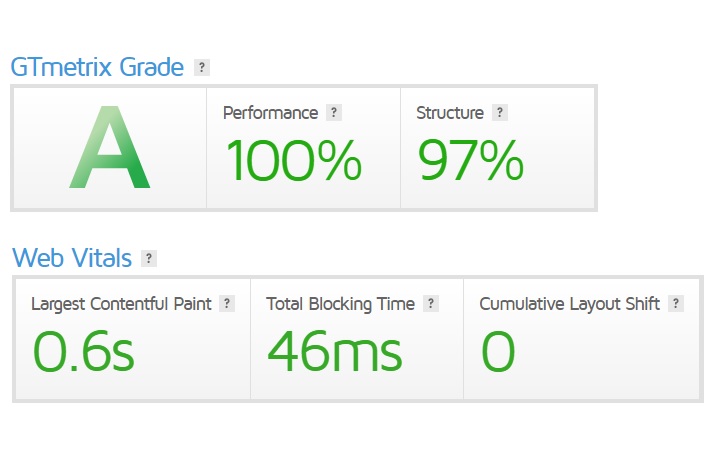 GTmetrix Grade ?
A
Performance ?
100%
Structure ?
97%
Web Vitals ?
Largest Contentful Paint ?
0.6s
Total Blocking Time ?
46ms
Cumulative Layout Shift ?
0